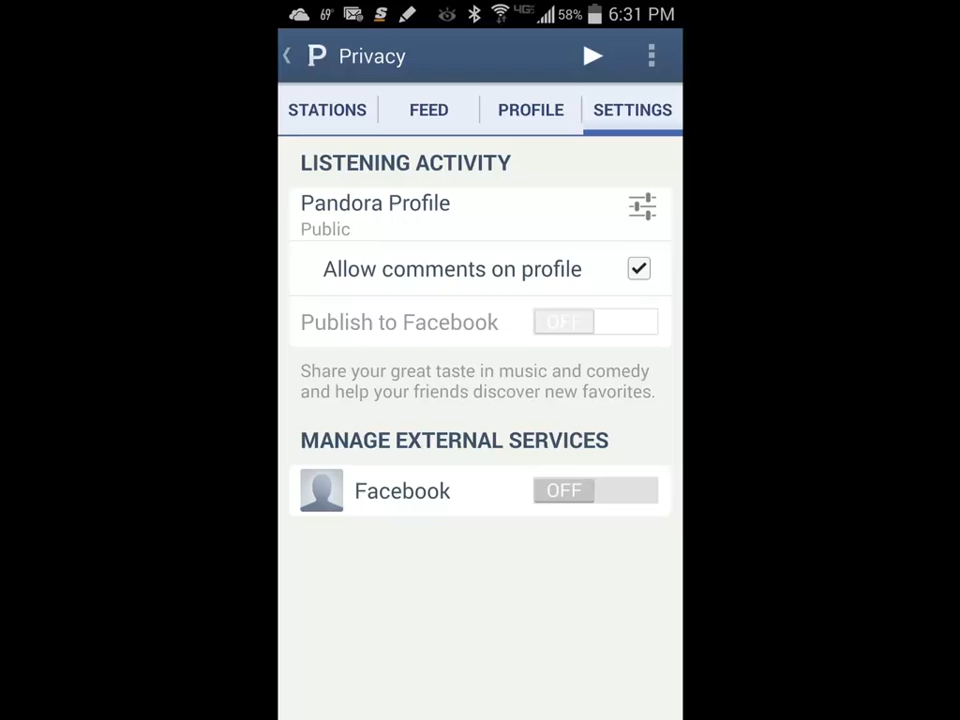 69° S 4G 58% 6:31 PM
P Privacy
STATIONS FEED PROFILE SETTINGS
LISTENING ACTIVITY
Pandora Profile
Public
Allow comments on profile
Publish to Facebook OFF
Share your great taste in music and comedy
and help your friends discover new favorites.
MANAGE EXTERNAL SERVICES
Facebook OFF